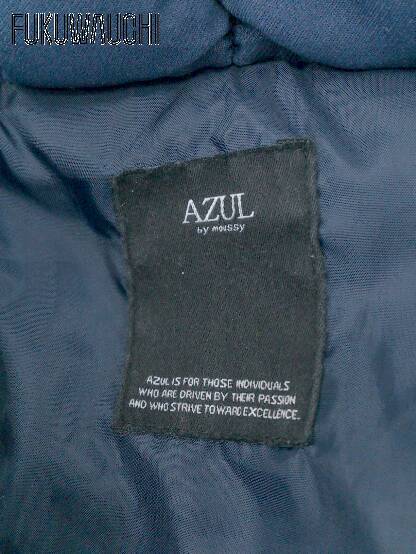 FUKUWAUCHI
AZUL
by moussy
AZUL IS FOR THOSE INDIVIDUALS
WHO ARE DRIVEN BY THEIR PASSION
AND WHO STRIVE TOWARD EXCELLENCE.